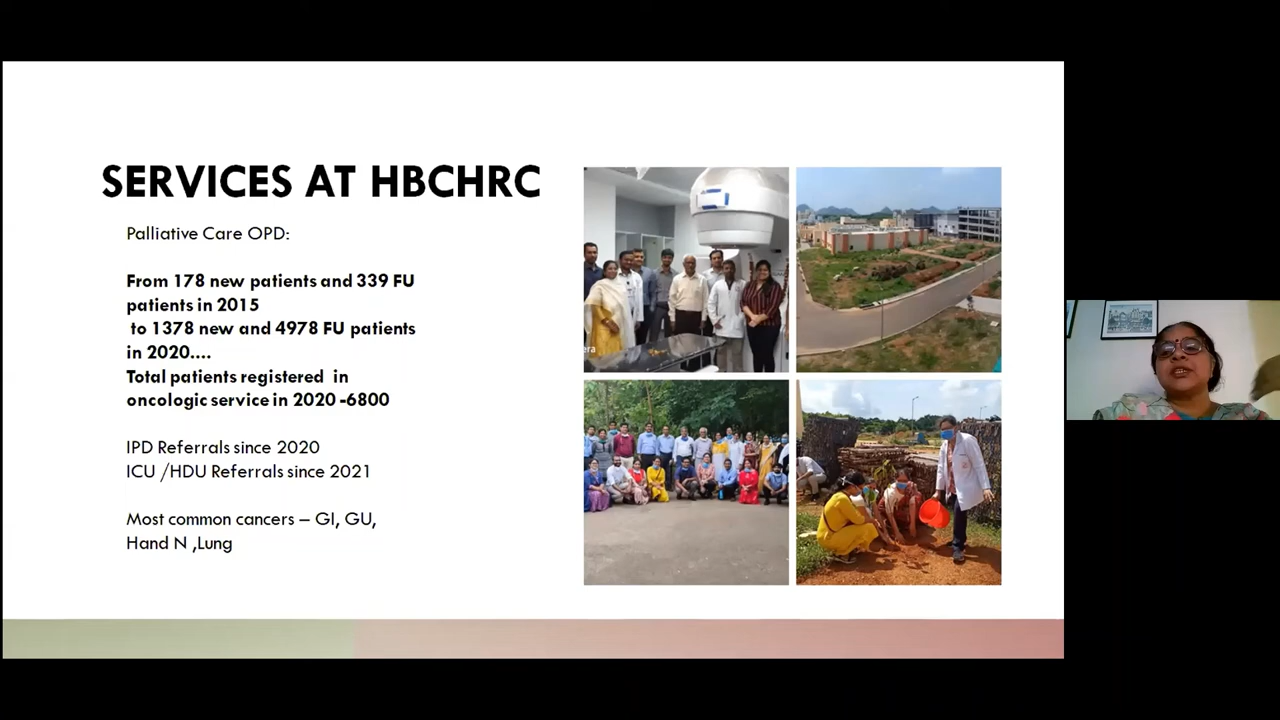 SERVICES AT HBCHRC
Palliative Care OPD:
From 178 new patients and 339 FU
patients in 2015
to 1378 new and 4978 FU patients
in 2020....
Total patients registered in
oncologic service in 2020 -6800
IPD Referrals since 2020
ICU /HDU Referrals since 2021
Most common cancers – GI, GU,
Hand N ,Lung
era